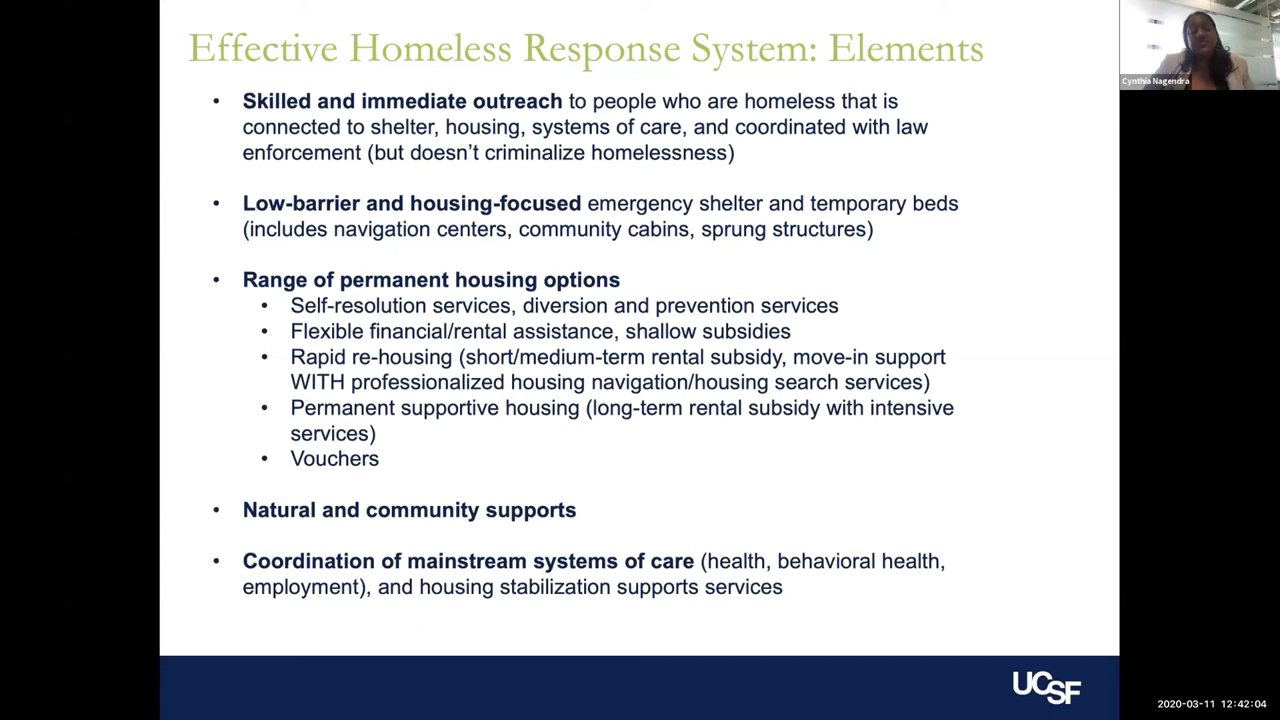 Effective Homeless Response System: Elements
Cynthia Nagendra
• Skilled and immediate outreach to people who are homeless that is
connected to shelter, housing, systems of care, and coordinated with law
enforcement (but doesn’t criminalize homelessness)
• Low-barrier and housing-focused emergency shelter and temporary beds
(includes navigation centers, community cabins, sprung structures)
• Range of permanent housing options
• Self-resolution services, diversion and prevention services
• Flexible financial/rental assistance, shallow subsidies
• Rapid re-housing (short/medium-term rental subsidy, move-in support
WITH professionalized housing navigation/housing search services)
• Permanent supportive housing (long-term rental subsidy with intensive
services)
• Vouchers
• Natural and community supports
• Coordination of mainstream systems of care (health, behavioral health,
employment), and housing stabilization supports services
UCSF
2020-03-11 12:42:04